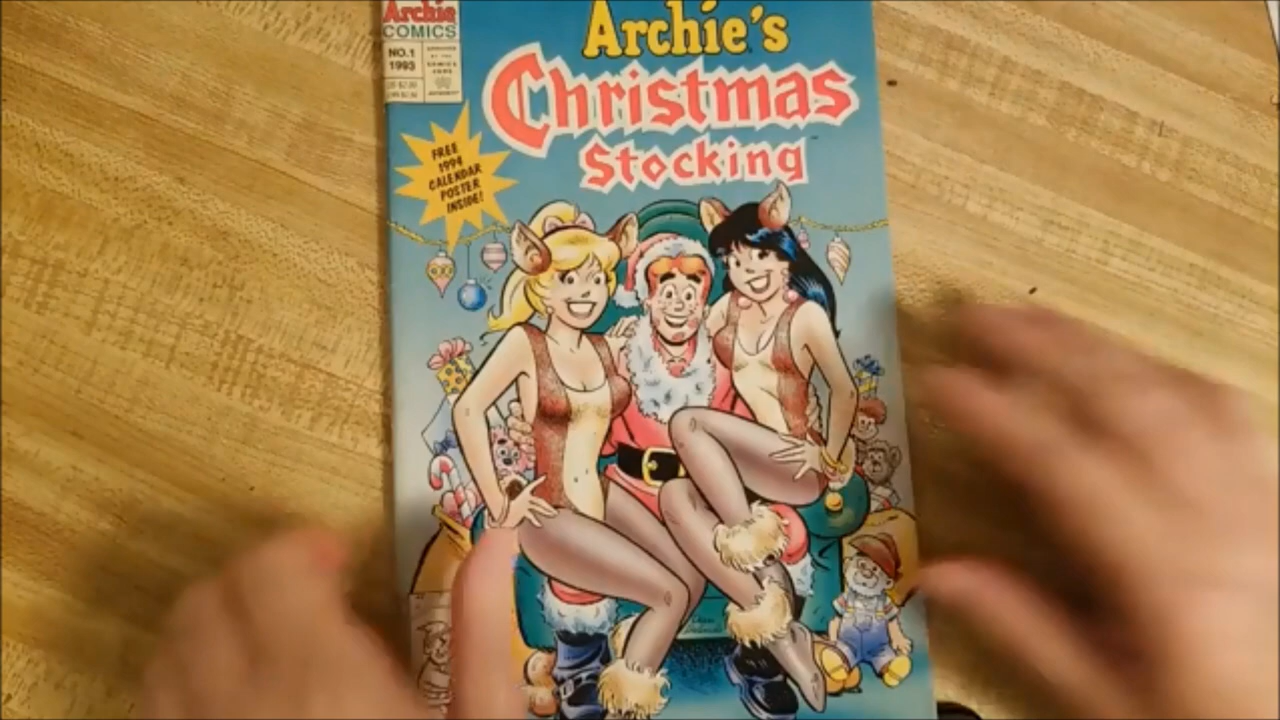 Archie
COMICS
NO.1
1993
Archie's
Christmas
Stocking
FREE
1994
CALENDAR
POSTER
INSIDE!